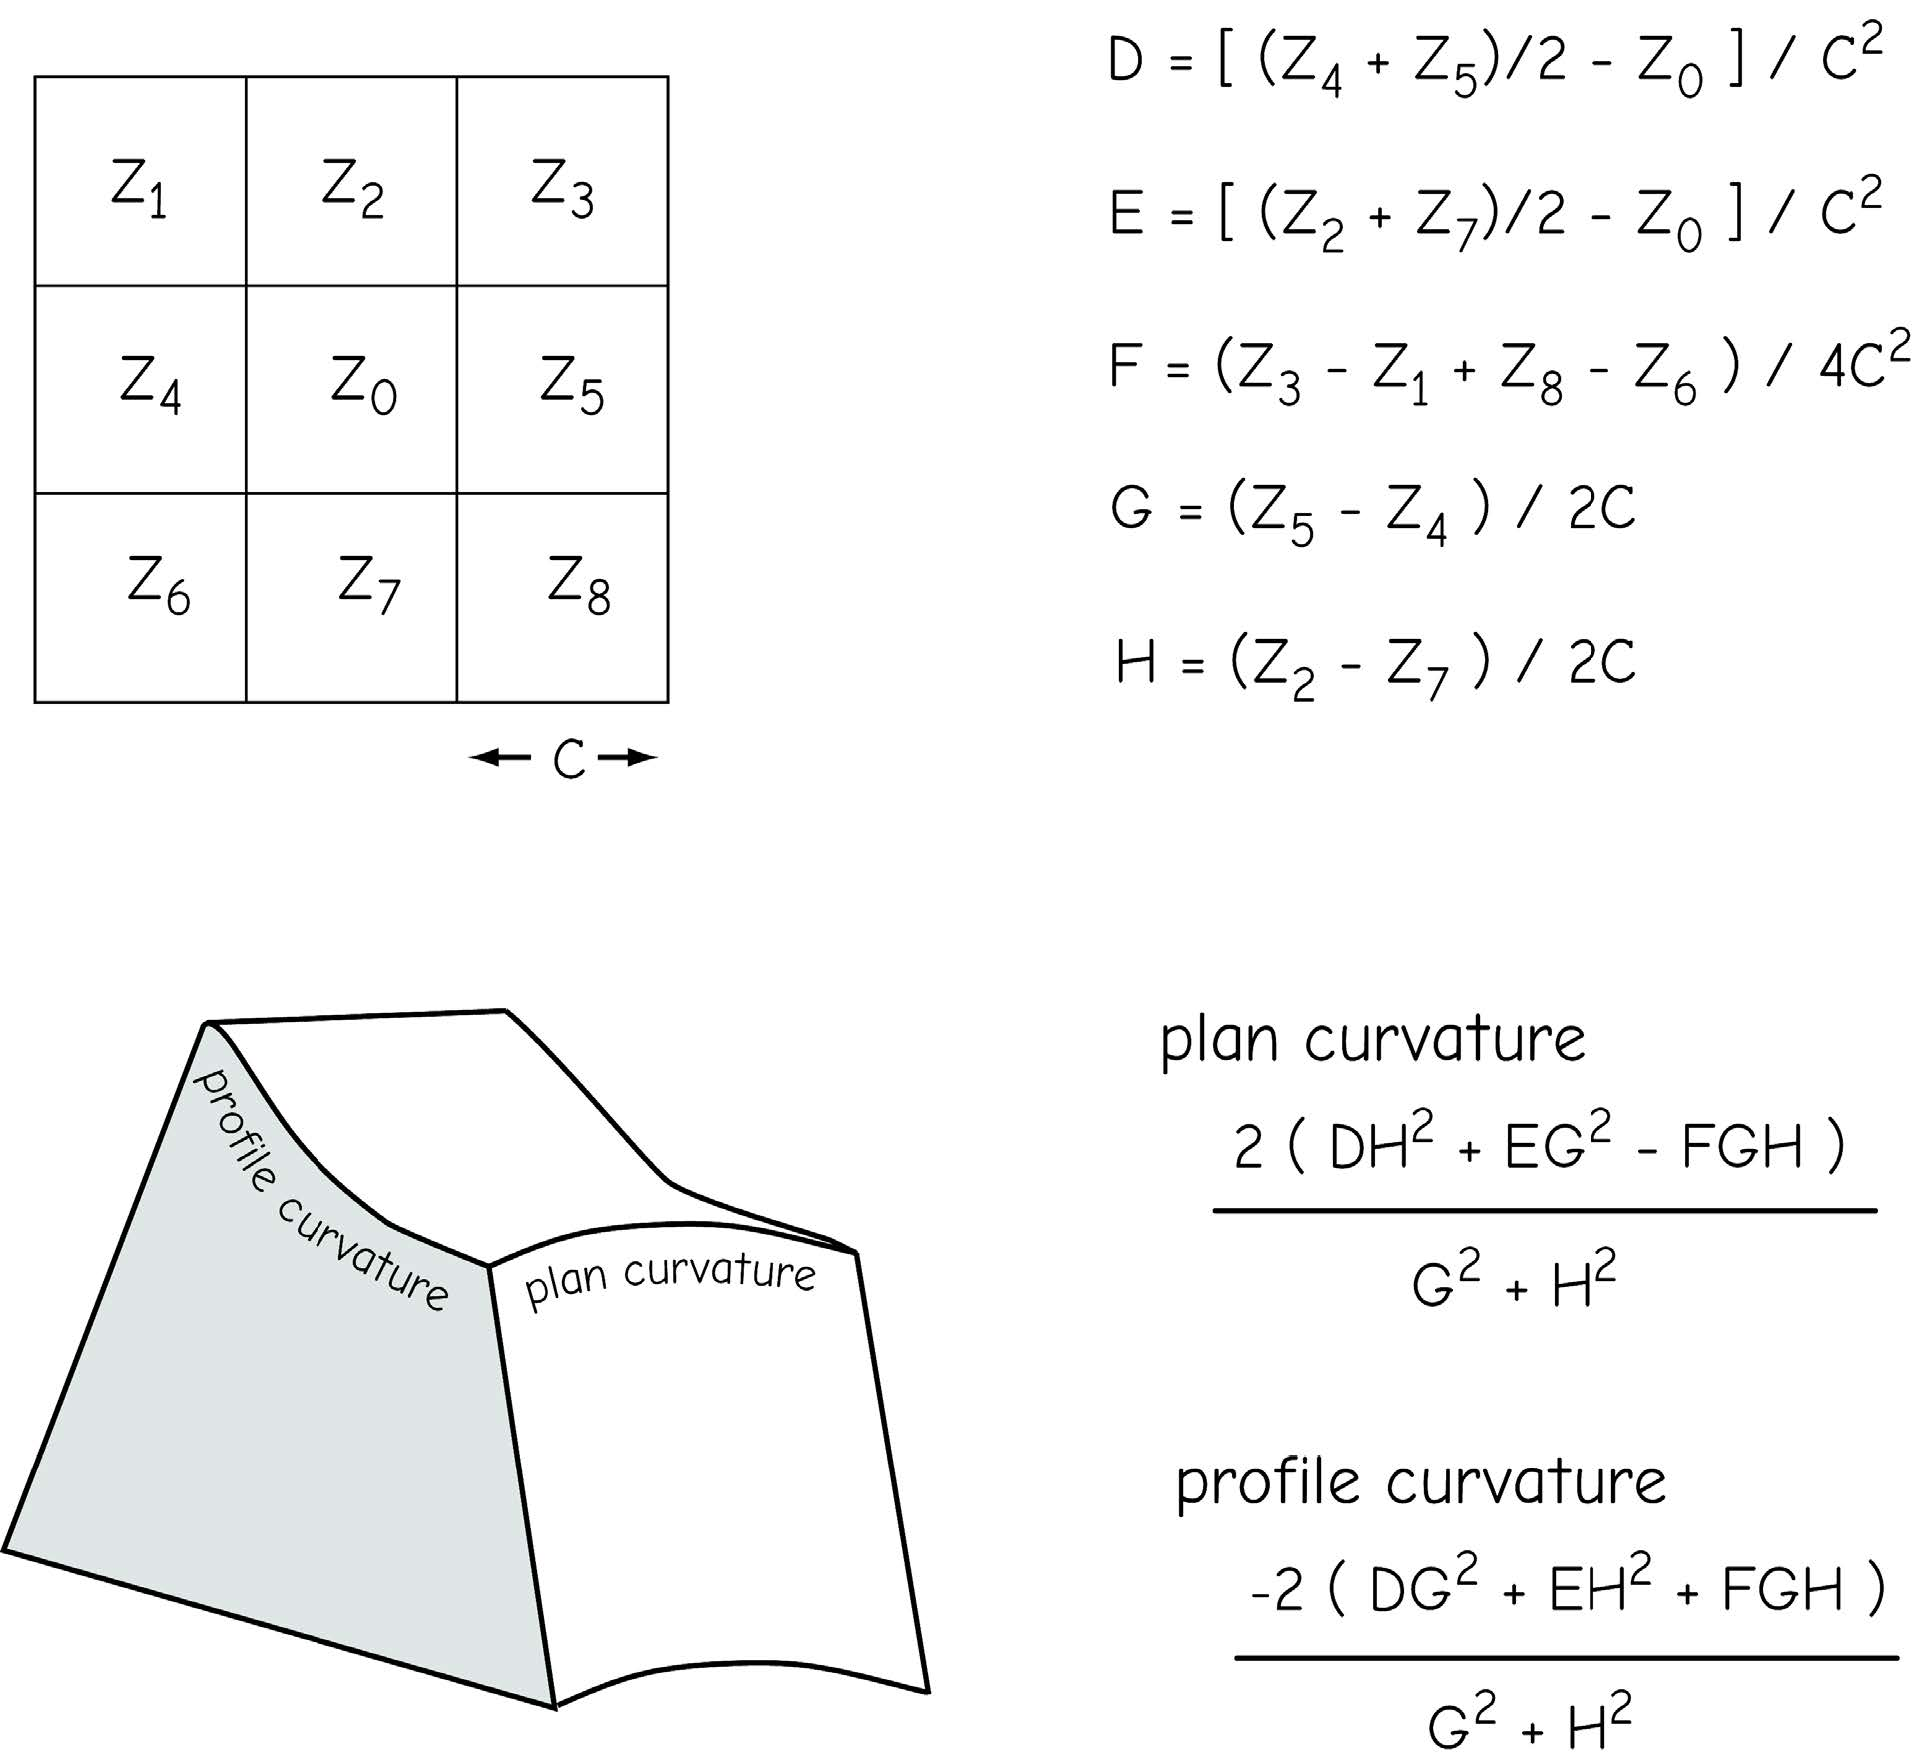 Z₁ Z₂ Z₃
Z₄ Z₀ Z₅
Z₆ Z₇ Z₈
C
D = [ (Z₄ + Z₅)/2 - Z₀ ] / C²
E = [ (Z₂ + Z₇)/2 - Z₀ ] / C²
F = (Z₃ - Z₁ + Z₈ - Z₆ ) / 4C²
G = (Z₅ - Z₄ ) / 2C
H = (Z₂ - Z₇ ) / 2C
profile curvature
plan curvature
plan curvature
2 ( DH² + EG² - FGH )
G² + H²
profile curvature
-2 ( DG² + EH² + FGH )
G² + H²